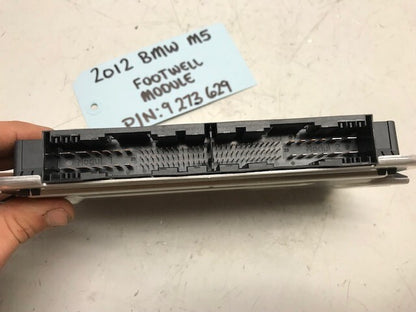 2012 BMW M5
FOOTWELL
MODULE
P/N: 9 273 629